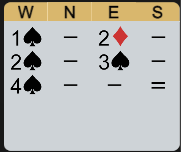 W N E S
1♠ – 2♦ –
2♠ – 3♠ –
4♠ – – =